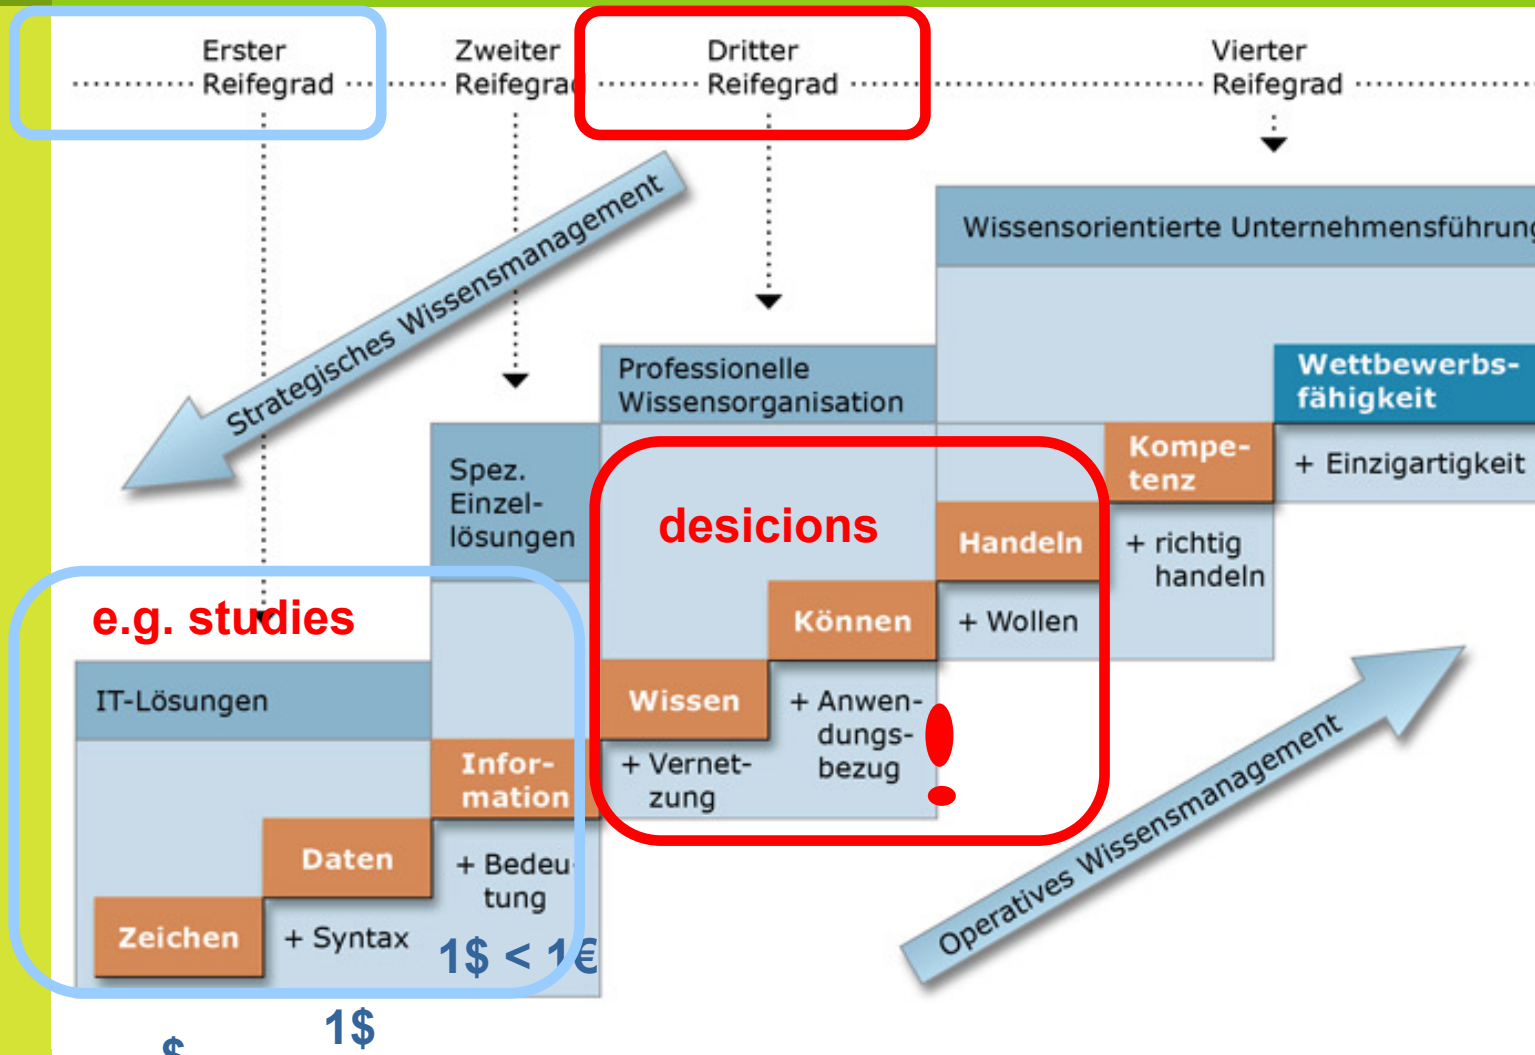 Erster
Reifegrad
Zweiter
Reifegrad
Dritter
Reifegrad
Vierter
Reifegrad
Strategisches Wissensmanagement
Wissensorientierte Unternehmensführung
Professionelle
Wissensorganisation
Wettbewerbs-
fähigkeit
+ Einzigartigkeit
Spez.
Einzel-
lösungen
Kompe-
tenz
+ richtig
handeln
desicions
Handeln
+ Wollen
e.g. studies
Können
+ Anwen-
dungs-
bezug
!
IT-Lösungen
Wissen
+ Vernet-
zung
Infor-
mation
+ Bedeu-
tung
1$ < 1€
Daten
+ Syntax
1$
Zeichen
$
Operatives Wissensmanagement